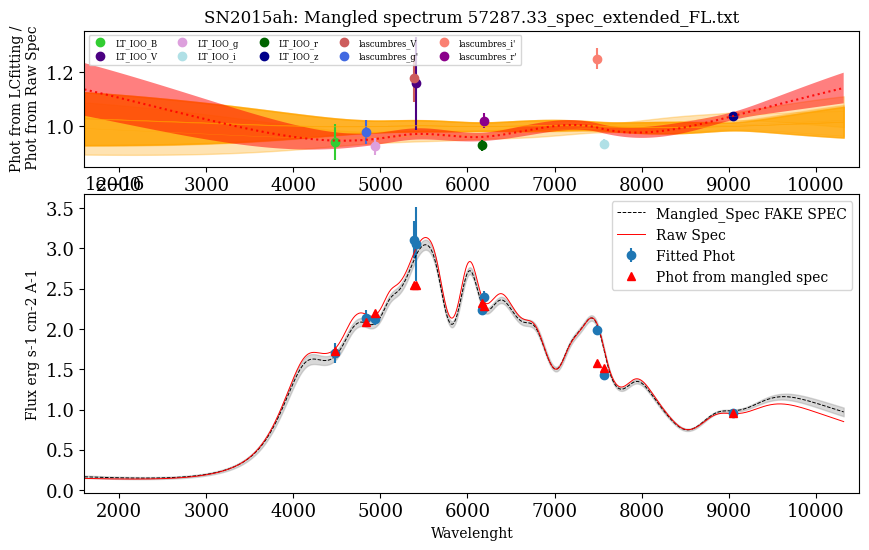 SN2015ah: Mangled spectrum 57287.33_spec_extended_FL.txt
Phot from LCfitting /
Phot from Raw Spec
LT_IOO_B LT_IOO_g LT_IOO_r lascumbres_V lascumbres_i'
LT_IOO_V LT_IOO_i LT_IOO_z lascumbres_g' lascumbres_r'
1.2
1.0
2000 3000 4000 5000 6000 7000 8000 9000 10000
1e−16
Mangled_Spec FAKE SPEC
Raw Spec
Fitted Phot
Phot from mangled spec
Flux erg s-1 cm-2 A-1
3.5
3.0
2.5
2.0
1.5
1.0
0.5
0.0
2000 3000 4000 5000 6000 7000 8000 9000 10000
Wavelenght